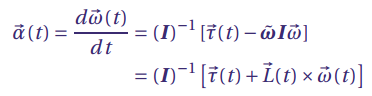 α⃗(t) = dω⃗(t)/dt = (I)⁻¹ [τ⃗(t) − ω̃Iω⃗]
= (I)⁻¹ [τ⃗(t) + L⃗(t) × ω⃗(t)]